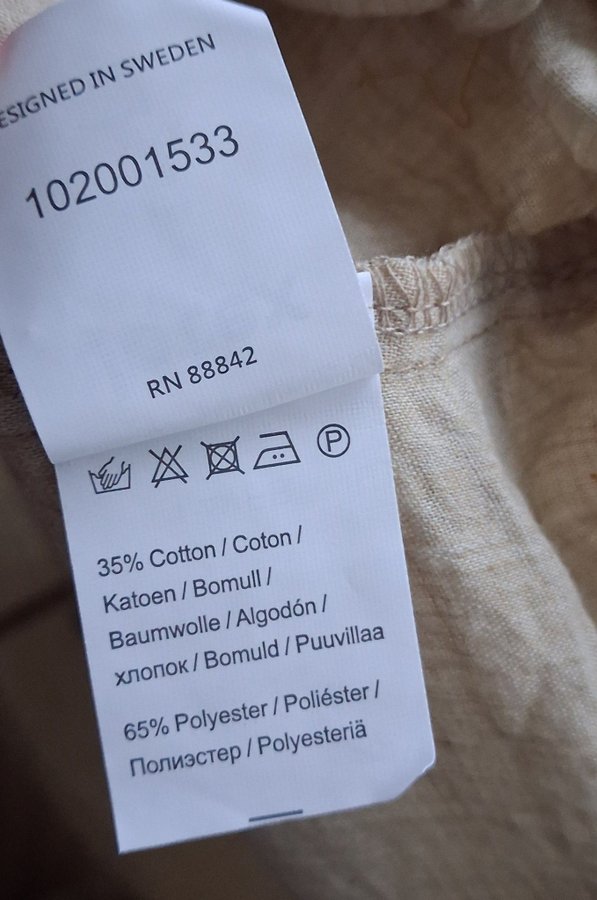 ESIGNED IN SWEDEN
102001533
RN 88842
P
35% Cotton / Coton /
Katoen / Bomull /
Baumwolle / Algodón /
хлопок / Bomuld / Puuvillaa
65% Polyester / Poliéster /
Полиэстер / Polyesteriä